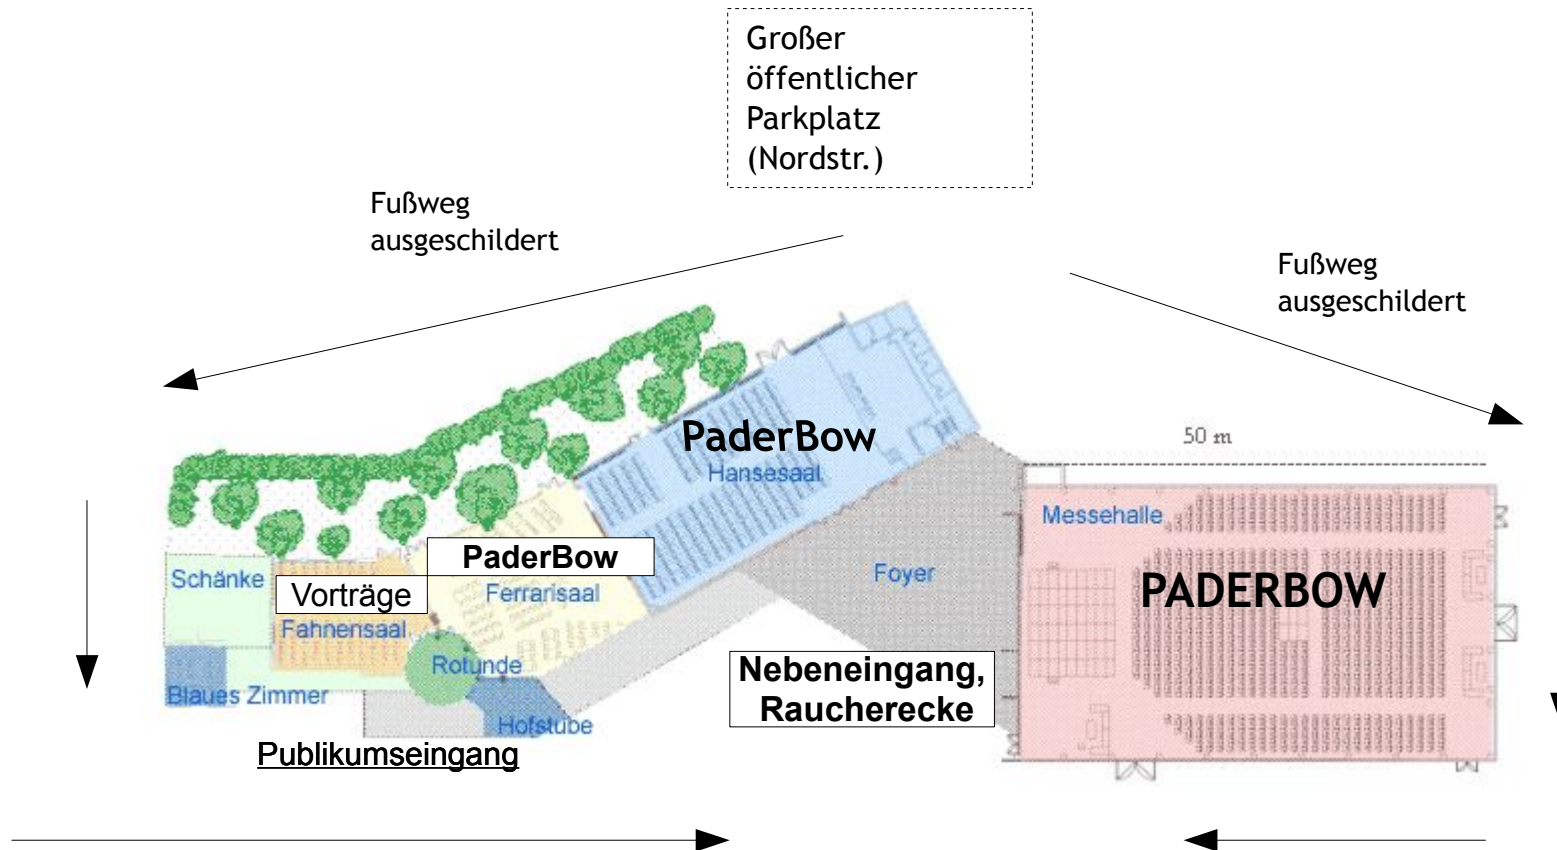 Großer
öffentlicher
Parkplatz
(Nordstr.)
Fußweg
ausgeschildert
Fußweg
ausgeschildert
50 m
PaderBow
Hansesaal
Messehalle
PaderBow
Schänke
Vorträge
Ferrarisaal
Foyer
PADERBOW
Fahnensaal
Rotunde
Nebeneingang,
Raucherecke
Blaues Zimmer
Hofstube
Publikumseingang